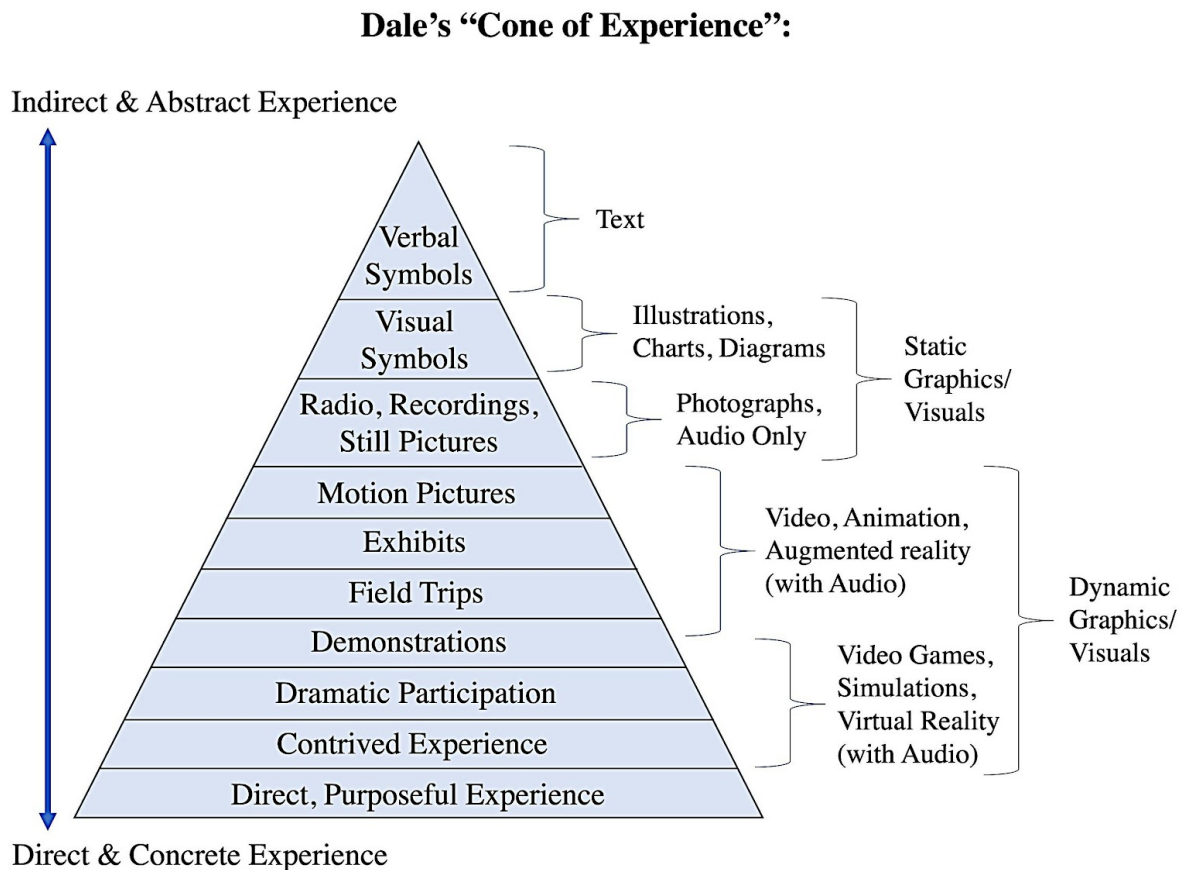 Dale’s “Cone of Experience”:
Indirect & Abstract Experience
Verbal
Symbols
Text
Visual
Symbols
Illustrations,
Charts, Diagrams
Static
Graphics/
Visuals
Radio, Recordings,
Still Pictures
Photographs,
Audio Only
Motion Pictures
Exhibits
Field Trips
Demonstrations
Video, Animation,
Augmented reality
(with Audio)
Dynamic
Graphics/
Visuals
Dramatic Participation
Contrived Experience
Video Games,
Simulations,
Virtual Reality
(with Audio)
Direct, Purposeful Experience
Direct & Concrete Experience